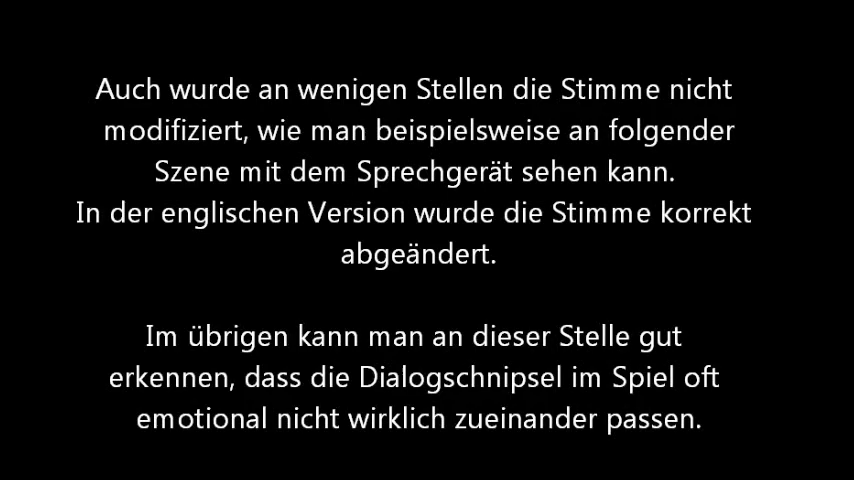 Auch wurde an wenigen Stellen die Stimme nicht
modifiziert, wie man beispielsweise an folgender
Szene mit dem Sprechgerät sehen kann.
In der englischen Version wurde die Stimme korrekt
abgeändert.
Im übrigen kann man an dieser Stelle gut
erkennen, dass die Dialogschnipsel im Spiel oft
emotional nicht wirklich zueinander passen.